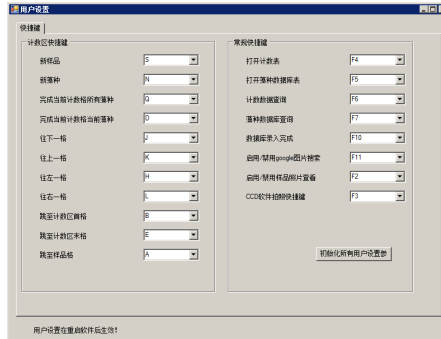 用户设置
快捷键
计数区快捷键
新样品 S
新藻种 N
完成当前计数格所有藻种 Q
完成当前计数格当前藻种 D
往下一格 J
往上一格 K
往左一格 H
往右一格 L
跳至计数区首格 B
跳至计数区末格 E
跳至样品格 A
常规快捷键
打开计数表 F4
打开藻种数据库表 F5
计数数据查询 F6
藻种数据库查询 F7
数据库录入完成 F10
启用/禁用google图片搜索 F11
启用/禁用样品照片查看 F2
CCD软件拍照快捷键 F3
初始化所有用户设置参
用户设置在重启软件后生效!